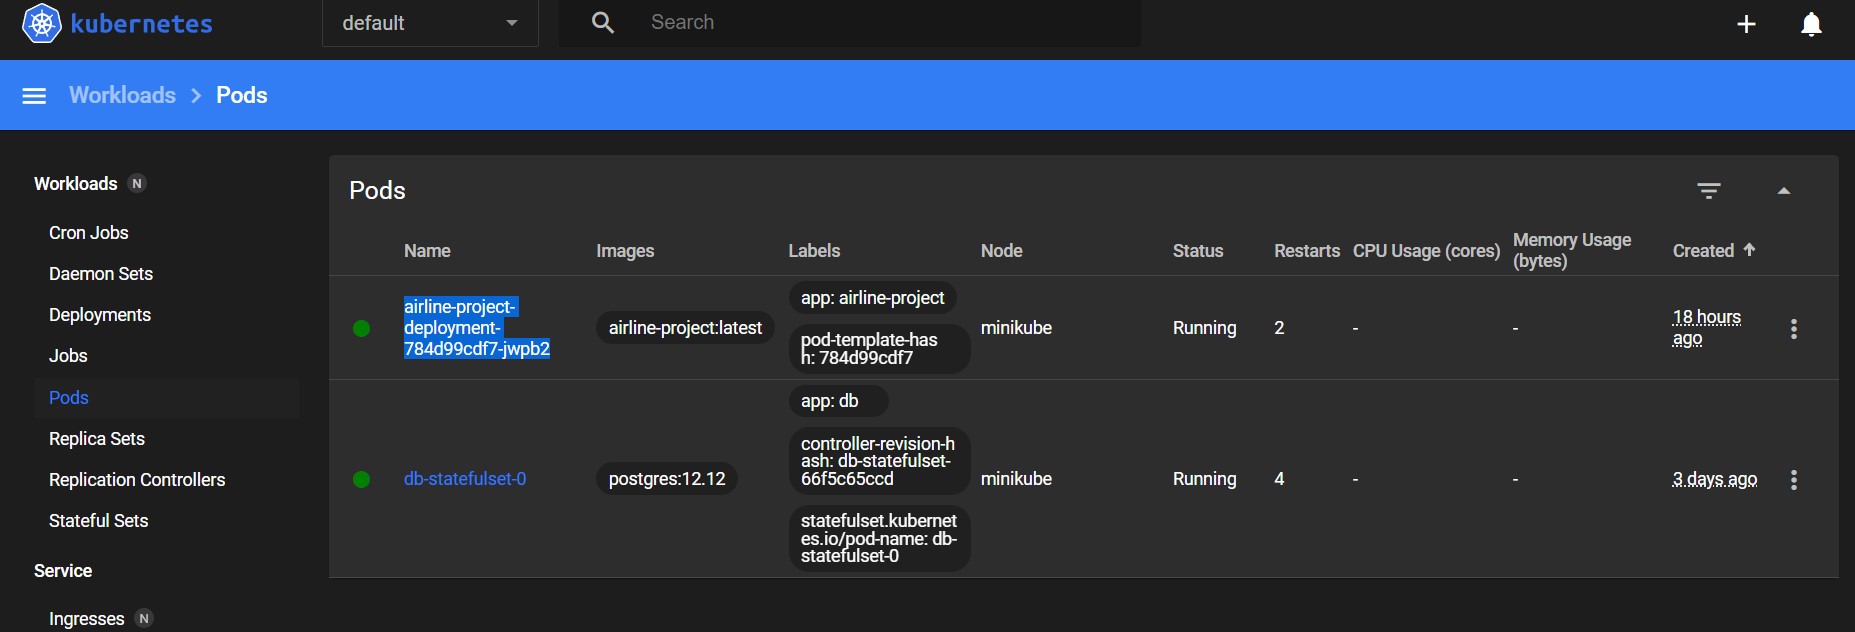 kubernetes
default
Search
Workloads > Pods
Workloads N
Cron Jobs
Daemon Sets
Deployments
Jobs
Pods
Replica Sets
Replication Controllers
Stateful Sets
Service
Ingresses N
Pods
Name
Images
Labels
Node
Status
Restarts
CPU Usage (cores)
Memory Usage
(bytes)
Created
airline-project-
deployment-
784d99cdf7-jwpb2
airline-project:latest
app: airline-project
pod-template-has
h: 784d99cdf7
minikube
Running
2
-
-
18 hours
ago
db-statefulset-0
postgres:12.12
app: db
controller-revision-h
ash: db-statefulset-
66f5c65ccd
statefulset.kubernet
es.io/pod-name: db-
statefulset-0
minikube
Running
4
-
-
3 days ago